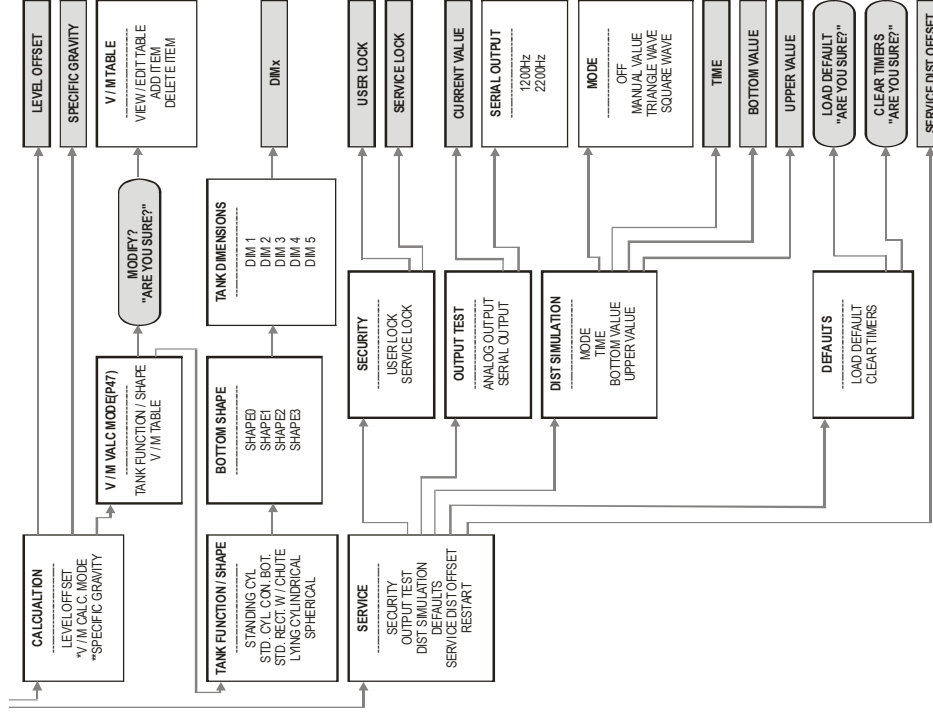 CALCUALTION
LEVEL OFFSET
*V / M CALC. MODE
**SPECIFIC GRAVITY
LEVEL OFFSET
SPECIFIC GRAVITY
V / M VALC MODE(P47)
TANK FUNCTION / SHAPE
V / M TABLE
MODIFY?
"ARE YOU SURE?"
V / M TABLE
VIEW / EDIT TABLE
ADD ITEM
DELETE ITEM
TANK FUNCTION / SHAPE
STANDING CYL
STD. CYL CON. BOT.
STD. RECT. W / CHUTE
LYING CYLINDRICAL
SPHERICAL
BOTTOM SHAPE
SHAPE0
SHAPE1
SHAPE2
SHAPE3
TANK DIMENSIONS
DIM 1
DIM 2
DIM 3
DIM 4
DIM 5
DIMx
SERVICE
SECURITY
OUTPUT TEST
DIST SIMULATION
DEFAULTS
SERVICE DIST OFFSET
RESTART
SECURITY
USER LOCK
SERVICE LOCK
USER LOCK
SERVICE LOCK
OUTPUT TEST
ANALOG OUTPUT
SERIAL OUTPUT
CURRENT VALUE
SERIAL OUTPUT
1200Hz
2200Hz
DIST SIMULATION
MODE
TIME
BOTTOM VALUE
UPPER VALUE
MODE
OFF
MANUAL VALUE
TRIANGLE WAVE
SQUARE WAVE
TIME
BOTTOM VALUE
UPPER VALUE
DEFAULTS
LOAD DEFAULT
CLEAR TIMERS
LOAD DEFAULT
"ARE YOU SURE?"
CLEAR TIMERS
"ARE YOU SURE?"
SERVICE DIST OFFSET